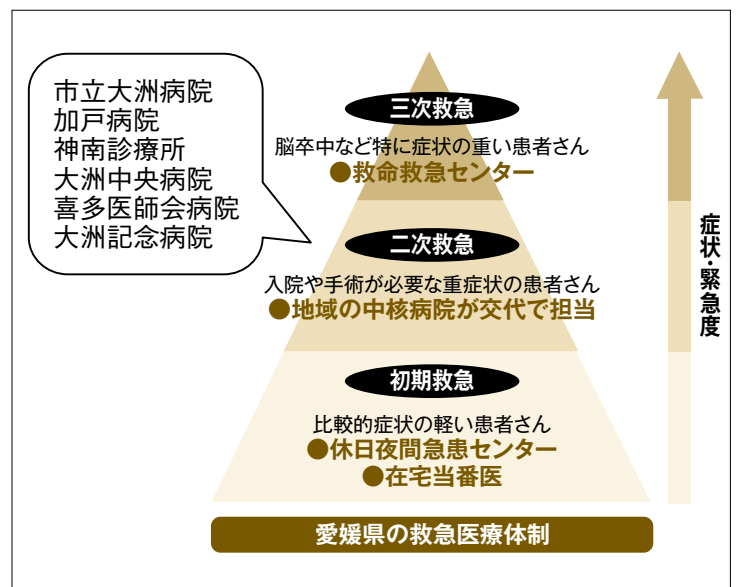 市立大洲病院
加戸病院
神南診療所
大洲中央病院
喜多医師会病院
大洲記念病院
三次救急
脳卒中など特に症状の重い患者さん
●救命救急センター
二次救急
入院や手術が必要な重症状の患者さん
●地域の中核病院が交代で担当
初期救急
比較的症状の軽い患者さん
●休日夜間急患センター
●在宅当番医
症状・緊急度
愛媛県の救急医療体制